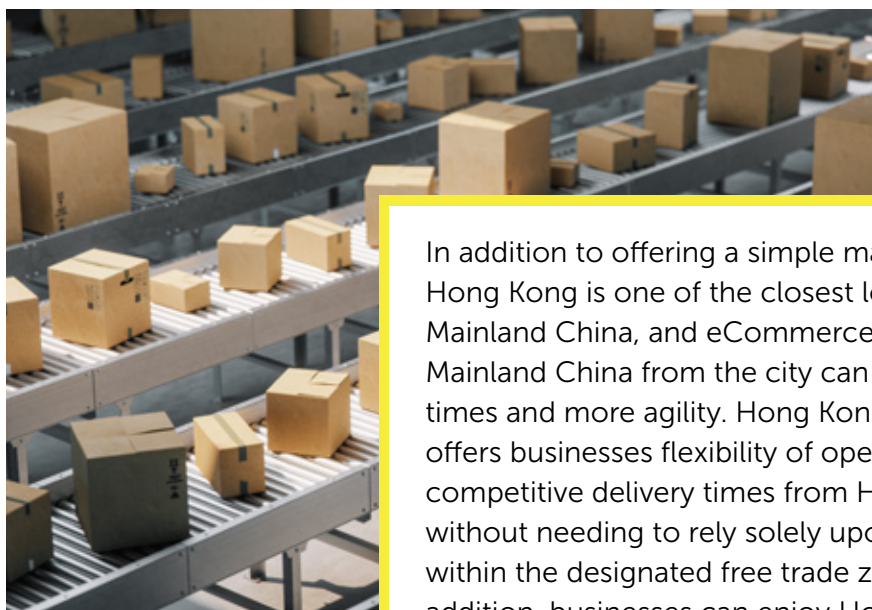 In addition to offering a simple
Hong Kong is one of the closest
Mainland China, and eCommerce
Mainland China from the city can
times and more agility. Hong Kon
offers businesses flexibility of ope
competitive delivery times from H
without needing to rely solely upo
within the designated free trade z
addition, businesses can enjoy Ho